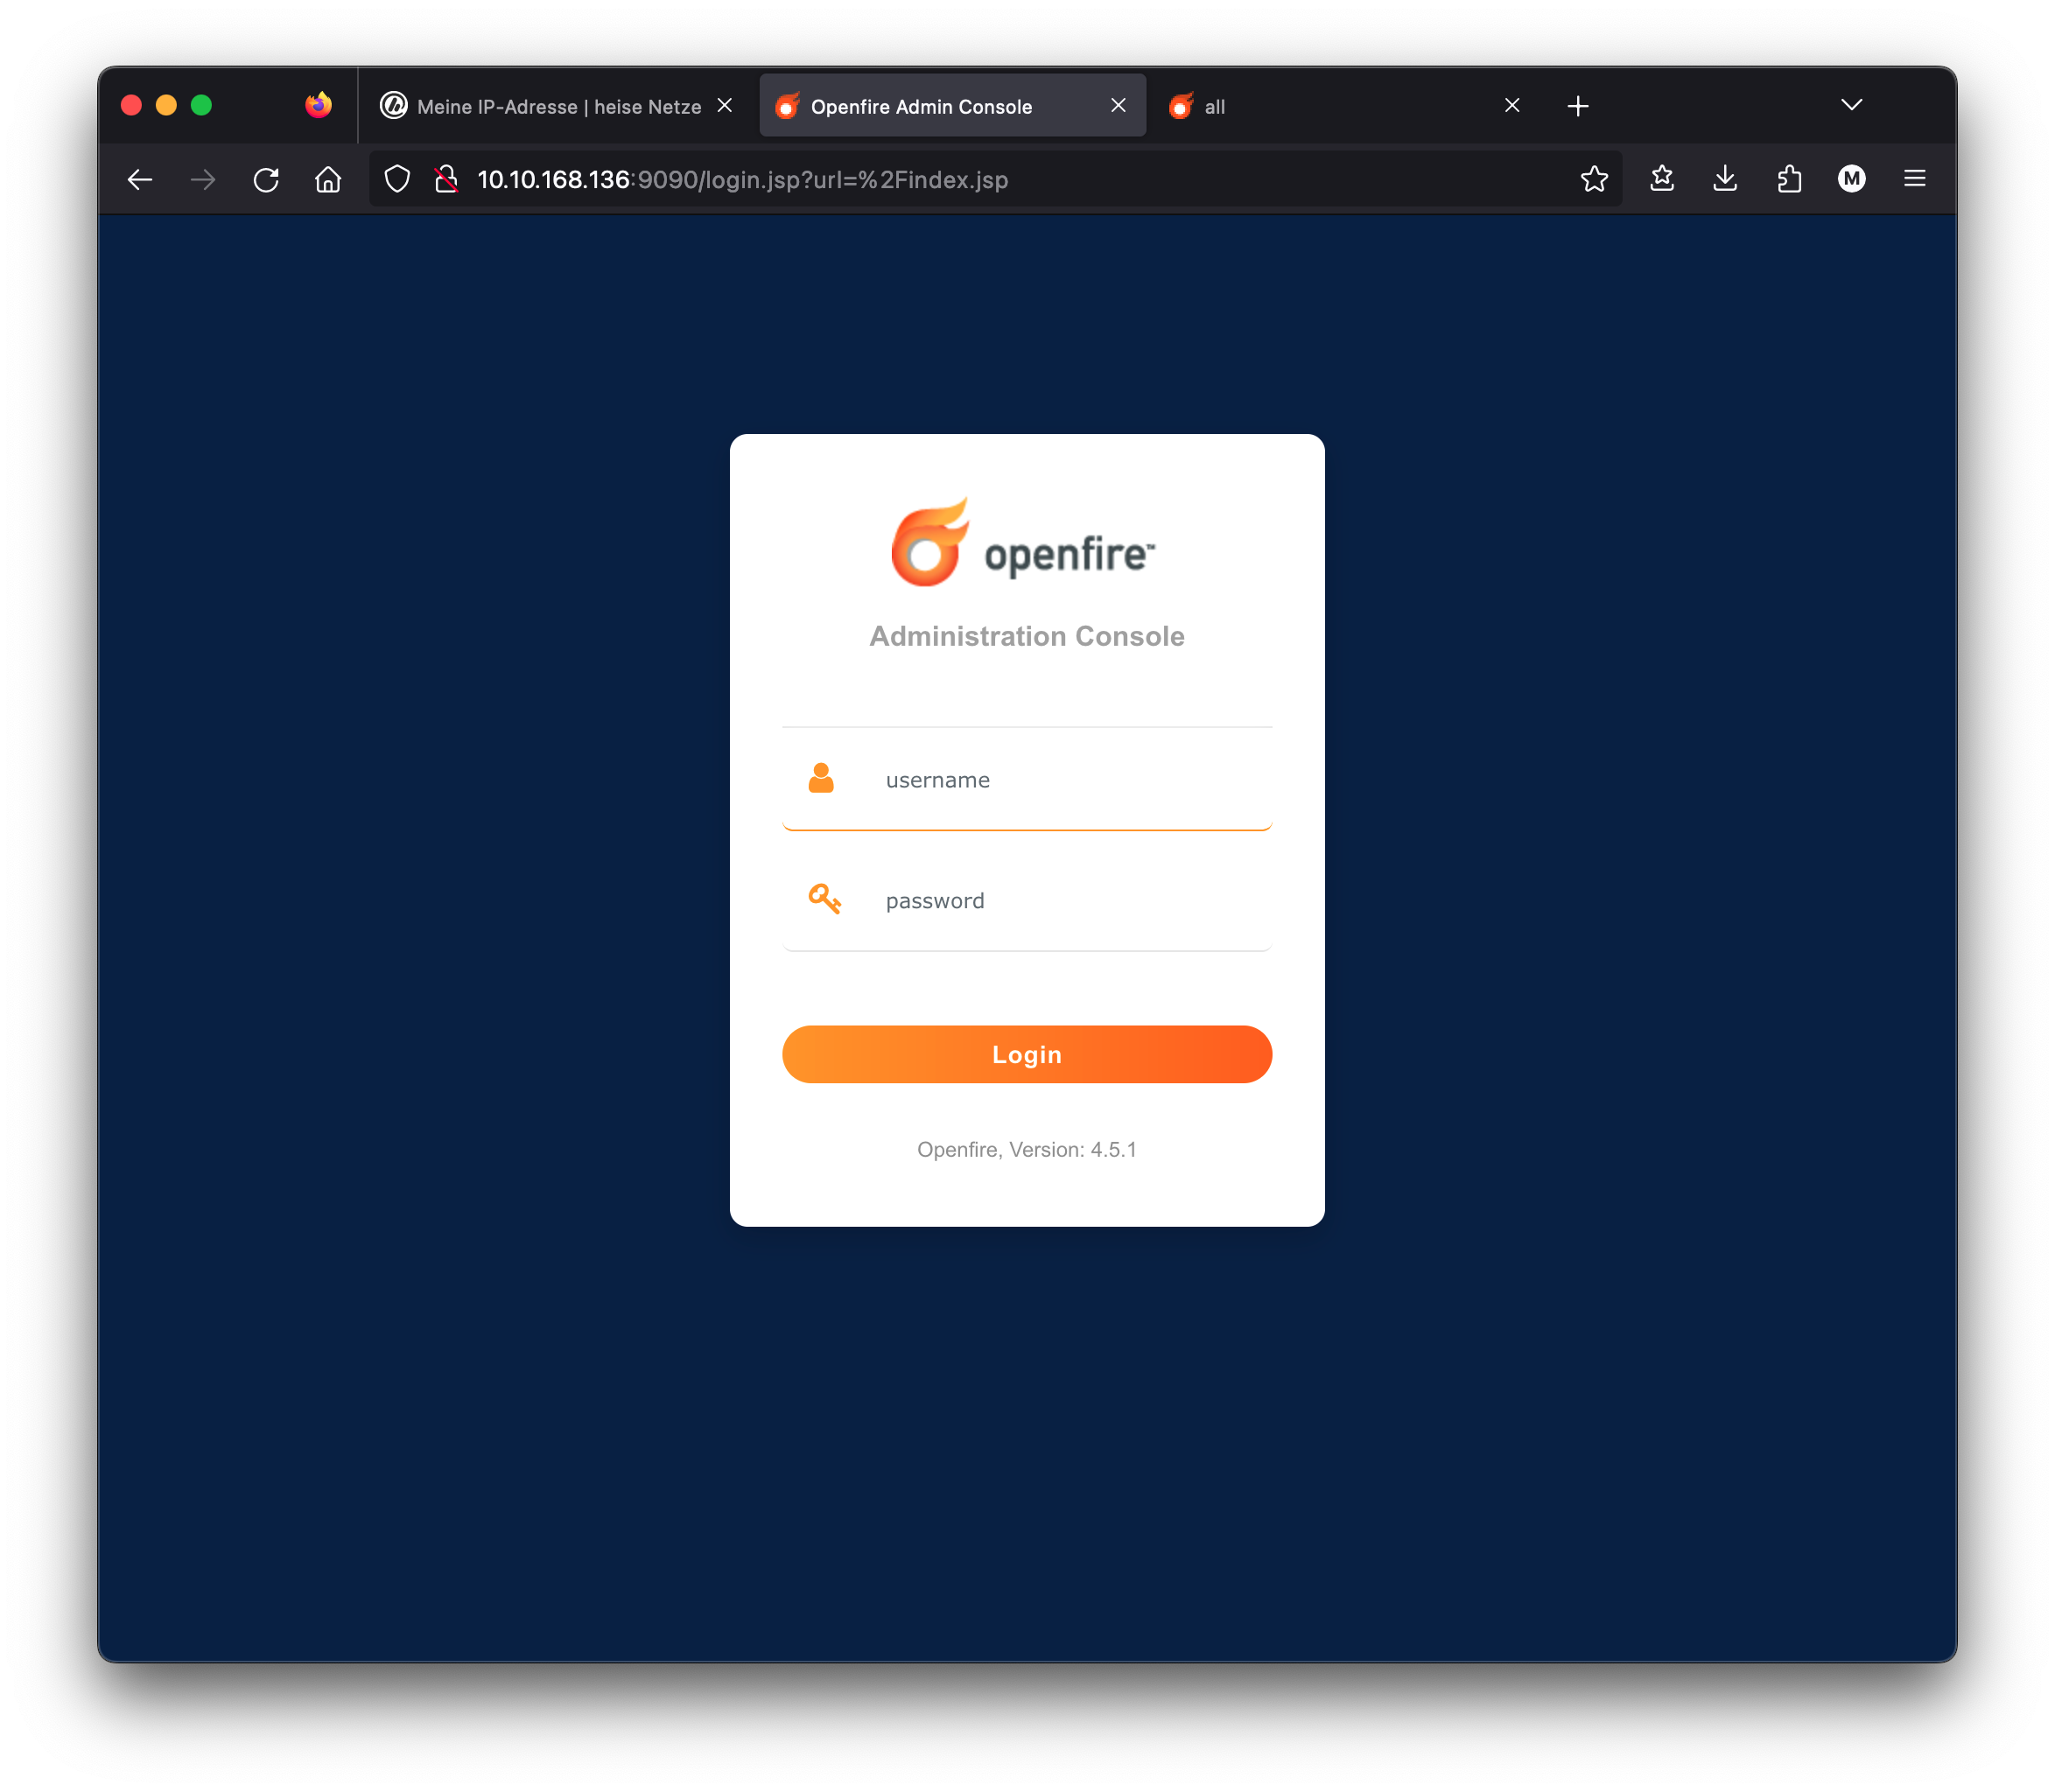 Meine IP-Adresse | heise Netze
Openfire Admin Console
all
10.10.168.136:9090/login.jsp?url=%2Findex.jsp
M
openfire™
Administration Console
username
password
Login
Openfire, Version: 4.5.1